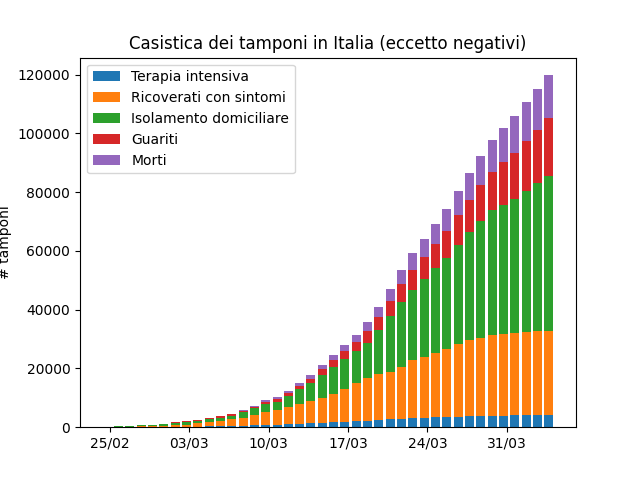 Casistica dei tamponi in Italia (eccetto negativi)
Terapia intensiva
Ricoverati con sintomi
Isolamento domiciliare
Guariti
Morti
# tamponi
120000
100000
80000
60000
40000
20000
0
25/02 03/03 10/03 17/03 24/03 31/03